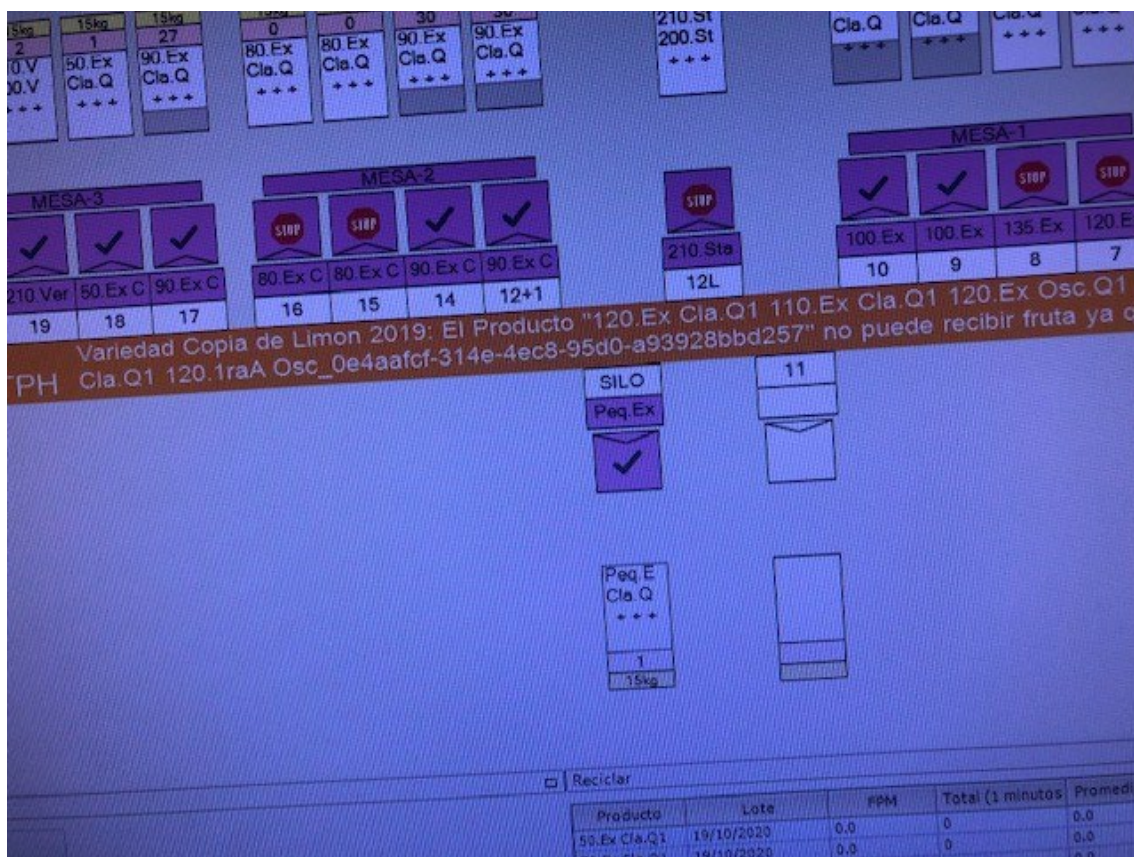 15kg 15kg 15kg 15kg
2 1 27 0 0 30 30
50.Ex 90.Ex 80.Ex 80.Ex 90.Ex 90.Ex 210.St
Cla.Q Cla.Q Cla.Q Cla.Q Cla.Q Cla.Q 200.St Cla.Q Cla.Q Cla.Q
+++ +++ +++ +++ +++ +++ +++ +++ +++ +++ +++ +++
MESA-3 MESA-2 MESA-1
STOP STOP STOP STOP STOP
210.Ver 50.Ex C 90.Ex C 80.Ex C 80.Ex C 90.Ex C 90.Ex C 210.Sta 100.Ex 100.Ex 135.Ex 120.E
19 18 17 16 15 14 12+1 12L 10 9 8 7
Variedad Copia de Limon 2019: El Producto "120.Ex Cla.Q1 110.Ex Cla.Q1 120.Ex Osc.Q1
TPH Cla.Q1 120.1raA Osc_0e4aafcf-314e-4ec8-95d0-a93928bbd257" no puede recibir fruta ya
SILO 11
Peq.Ex
Peq.E
Cla.Q
+++
1
15kg
Reciclar
Producto Lote FPM Total (1 minutos Promedi
50.Ex Cla.Q1 19/10/2020 0.0 0 0.0
19/10/2020 0.0 0 0.0